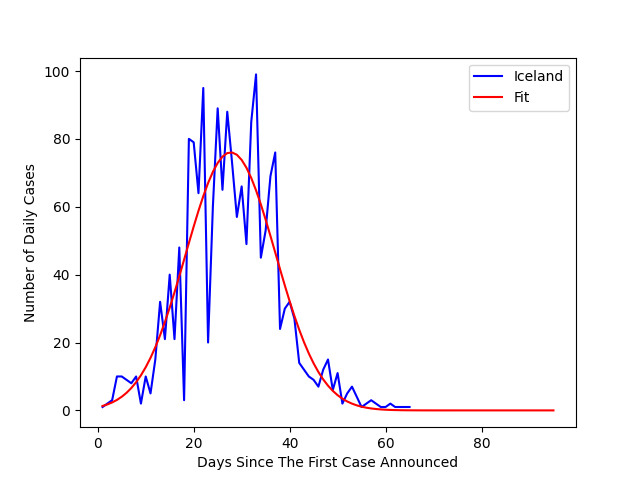 Iceland
Fit
100
80
60
40
20
0
Number of Daily Cases
0 20 40 60 80
Days Since The First Case Announced